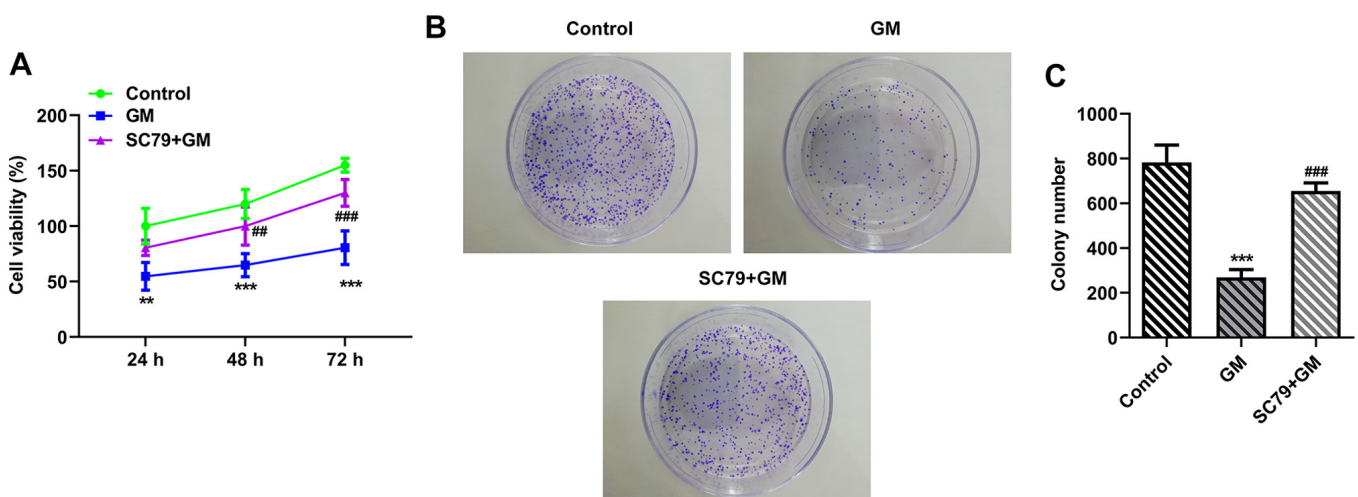 A
Control
GM
SC79+GM
Cell viability (%)
200
150
100
50
0
**
***
##
***
###
24 h
48 h
72 h
B
Control
GM
SC79+GM
C
Colony number
1000
800
600
400
200
0
***
###
Control
GM
SC79+GM